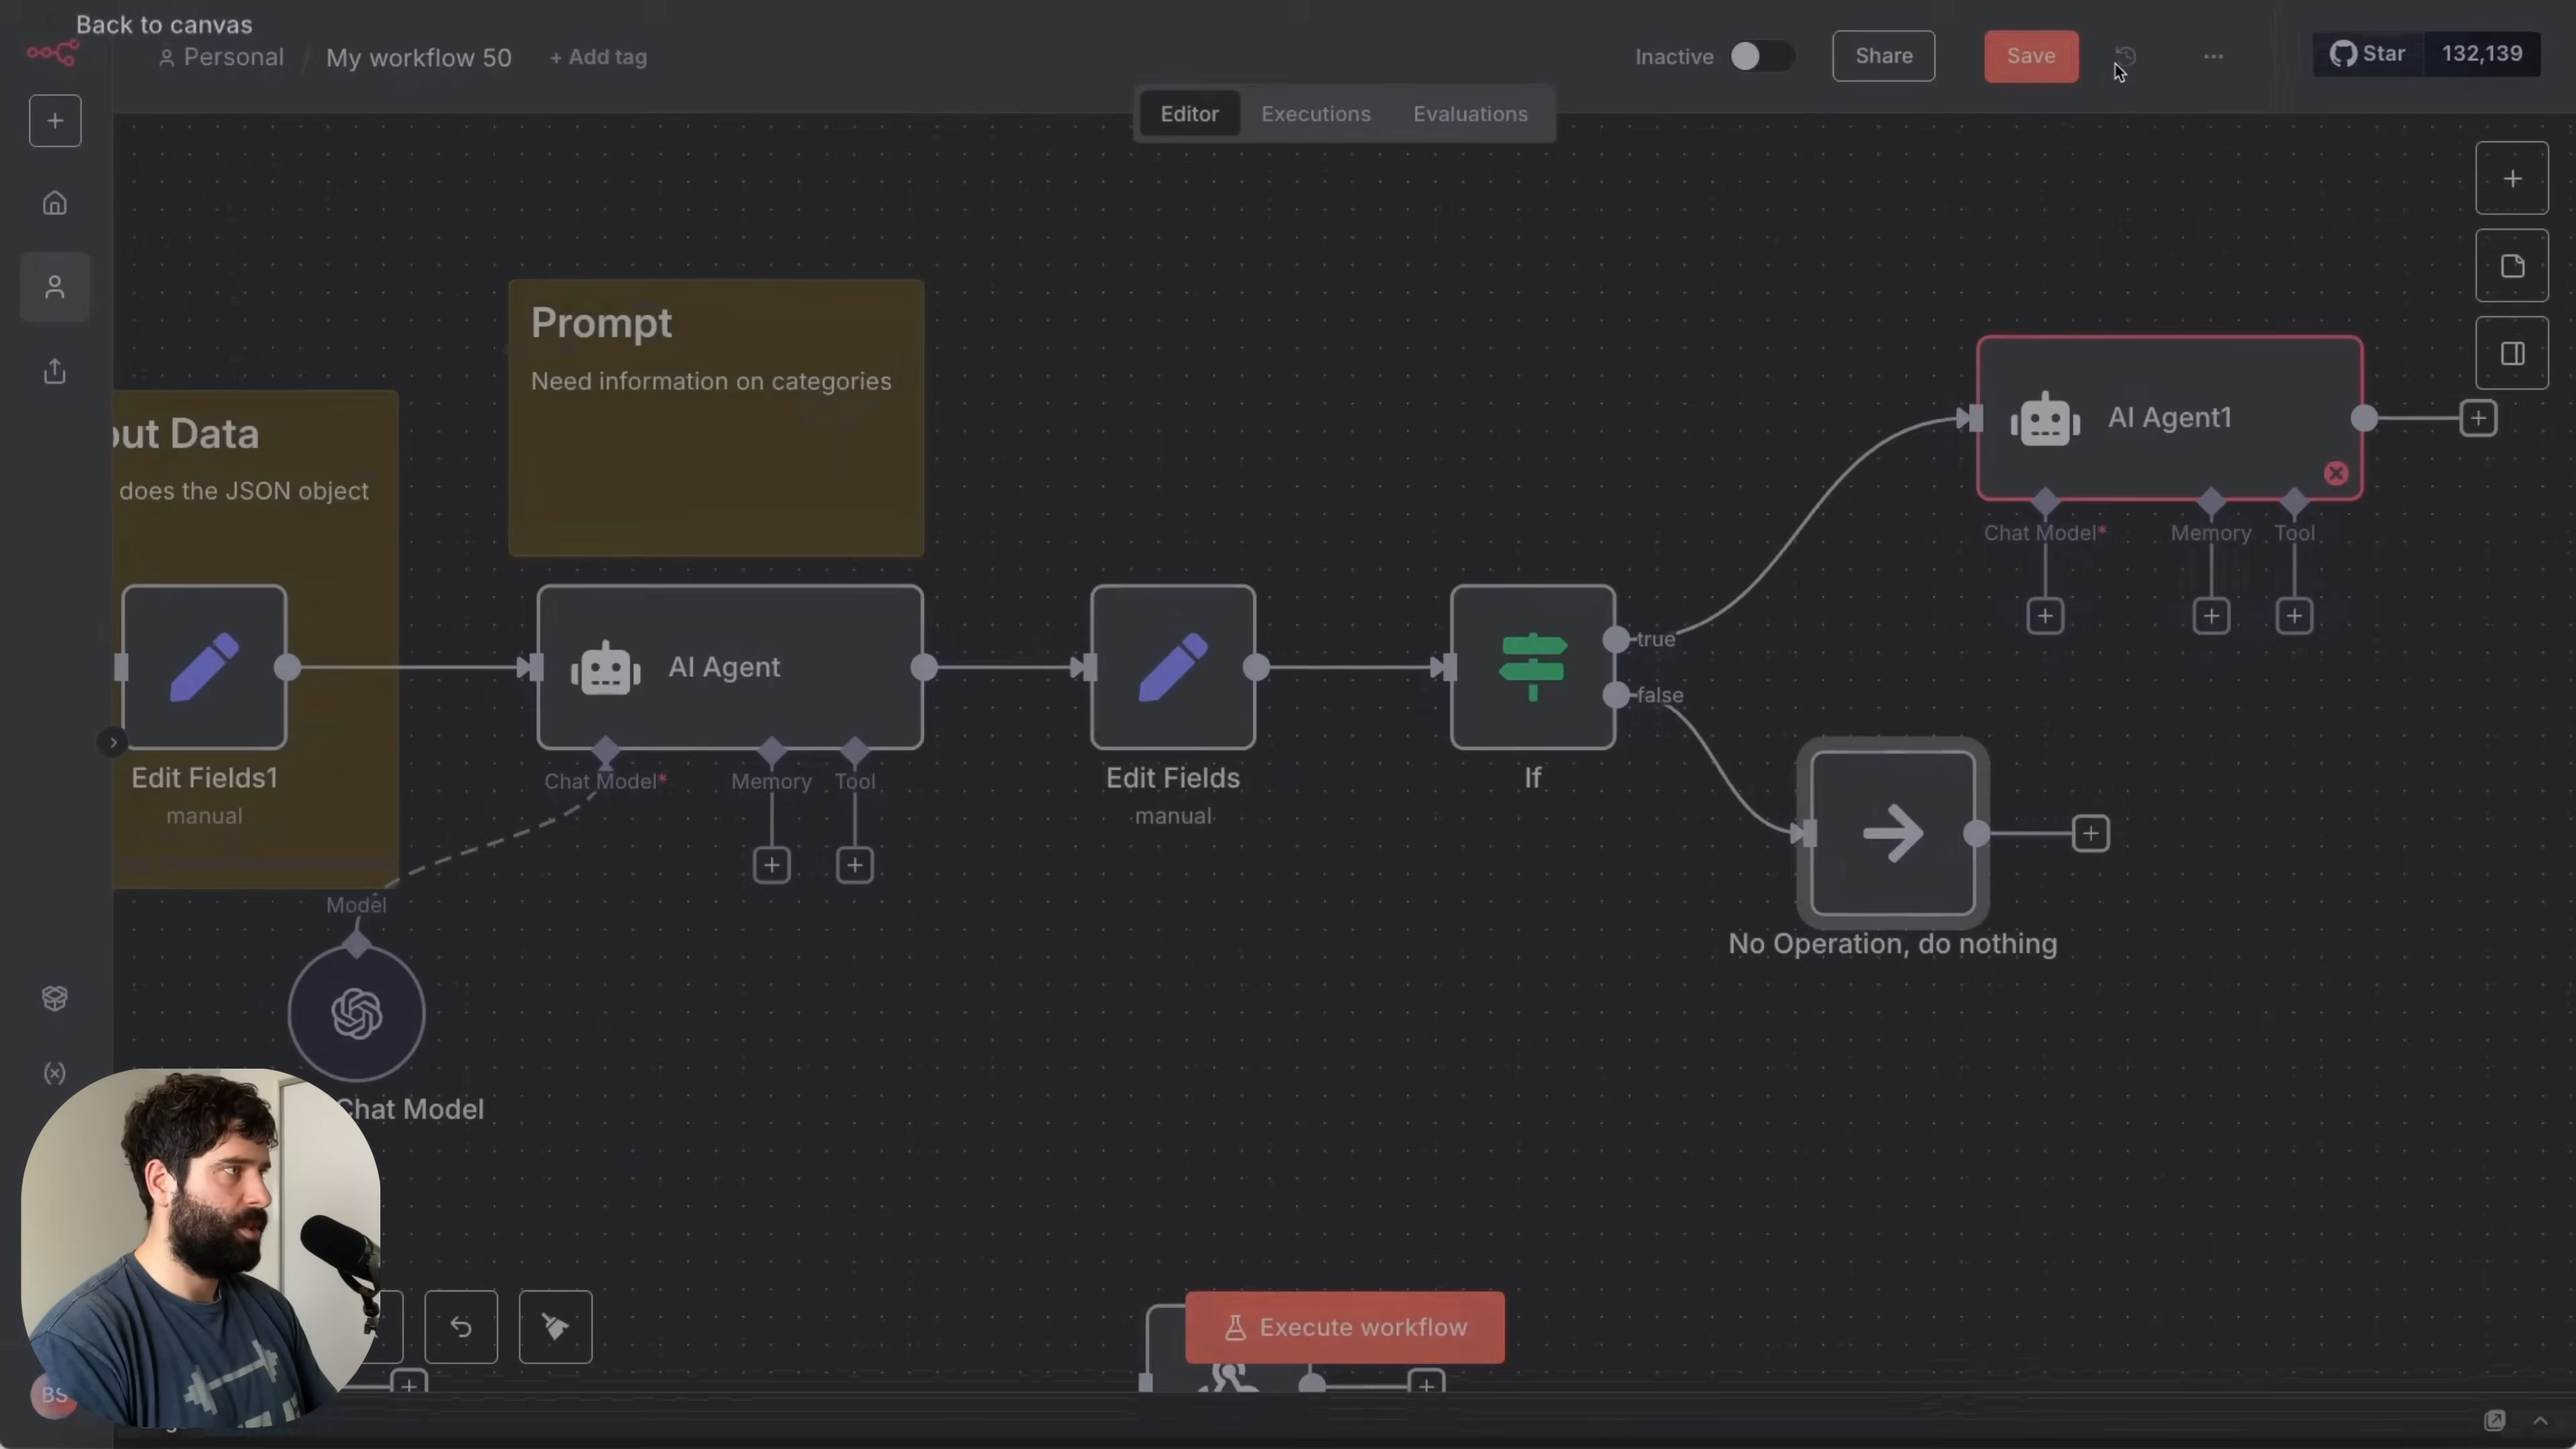 Back to canvas
Personal / My workflow 50 + Add tag
Inactive
Share
Save
Star 132,139
Editor Executions Evaluations
Prompt
Need information on categories
out Data
does the JSON object
AI Agent1
Chat Model* Memory Tool
AI Agent
true
false
Edit Fields1
manual
Chat Model* Memory Tool
Edit Fields
manual
If
No Operation, do nothing
Model
Chat Model
Execute workflow
BS